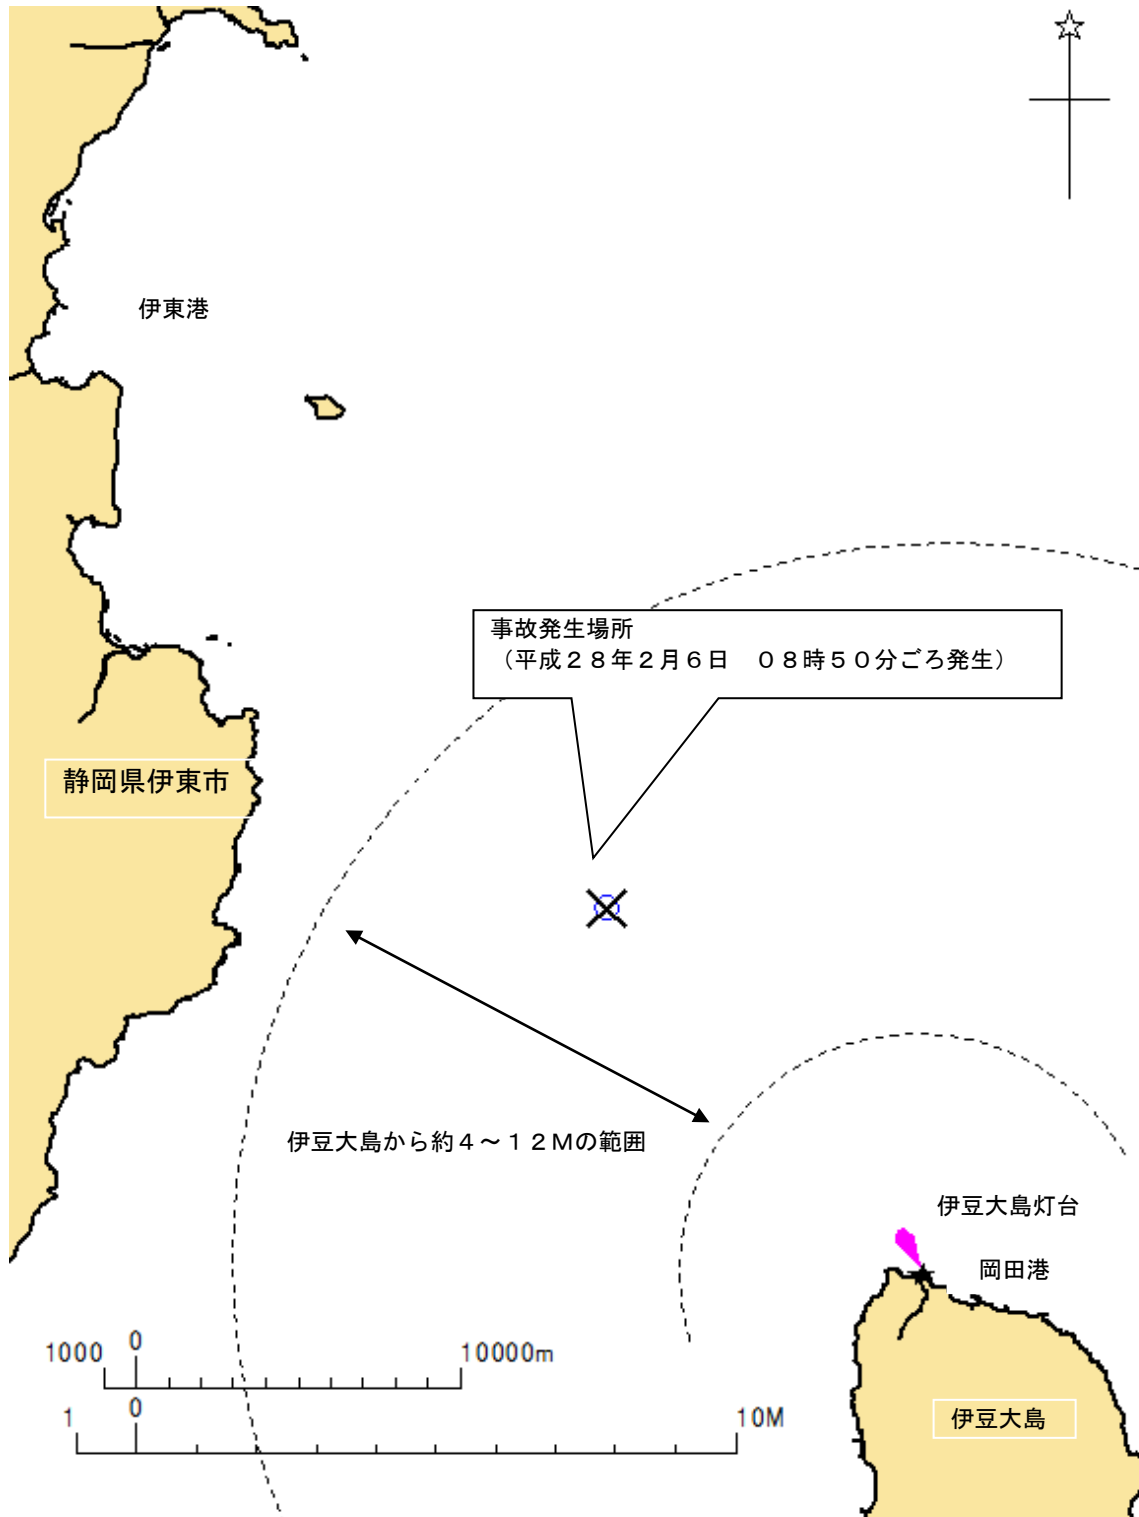 伊東港
事故発生場所
（平成２８年２月６日　０８時５０分ごろ発生）
静岡県伊東市
伊豆大島から約４～１２Ｍの範囲
伊豆大島灯台
岡田港
1000 0 10000m
1 0 10M
伊豆大島